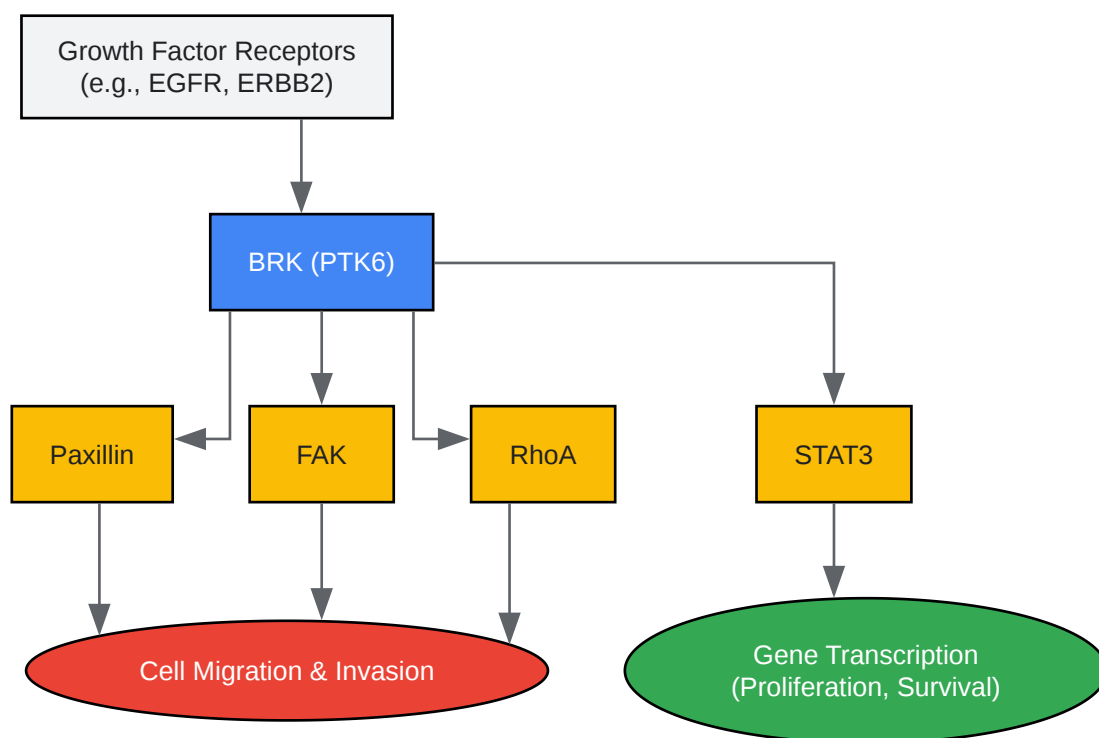 Growth Factor Receptors
(e.g., EGFR, ERBB2)
BRK (PTK6)
Paxillin
FAK
RhoA
STAT3
Cell Migration & Invasion
Gene Transcription
(Proliferation, Survival)